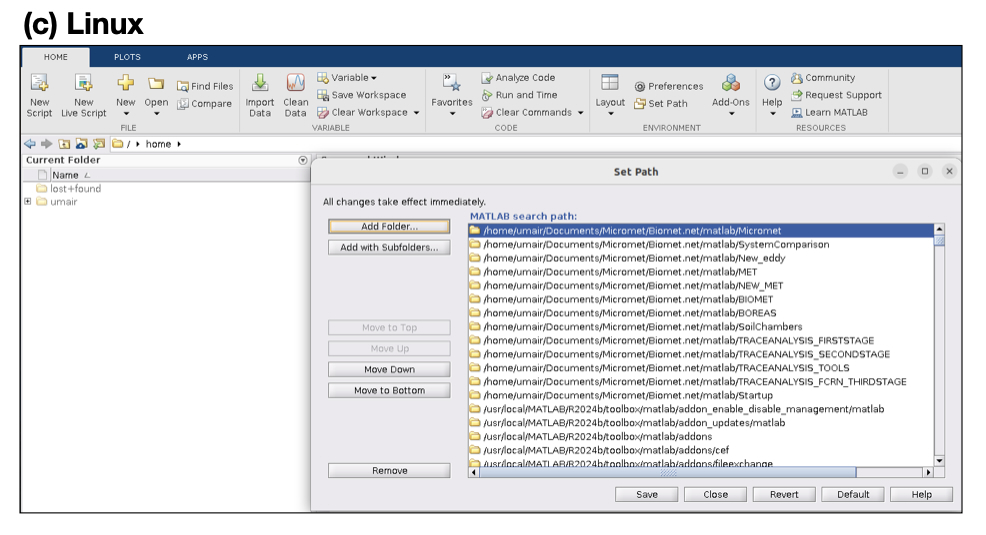 (c) Linux
HOME PLOTS APPS
New Script
New Live Script
New
Open
Find Files
Compare
FILE
Import Data
Clean Data
Variable
Save Workspace
Clear Workspace
VARIABLE
Favorites
Analyze Code
Run and Time
Clear Commands
CODE
Layout
Preferences
Set Path
Add-Ons
ENVIRONMENT
Help
Community
Request Support
Learn MATLAB
RESOURCES
/ home
Current Folder
Name
lost+found
umair
Set Path
All changes take effect immediately.
MATLAB search path:
Add Folder...
Add with Subfolders...
Move to Top
Move Up
Move Down
Move to Bottom
Remove
/home/umair/Documents/Micromet/Biomet.net/matlab/Micromet
/home/umair/Documents/Micromet/Biomet.net/matlab/SystemComparison
/home/umair/Documents/Micromet/Biomet.net/matlab/New_eddy
/home/umair/Documents/Micromet/Biomet.net/matlab/MET
/home/umair/Documents/Micromet/Biomet.net/matlab/NEW_MET
/home/umair/Documents/Micromet/Biomet.net/matlab/BIOMET
/home/umair/Documents/Micromet/Biomet.net/matlab/BOREAS
/home/umair/Documents/Micromet/Biomet.net/matlab/SoilChambers
/home/umair/Documents/Micromet/Biomet.net/matlab/TRACEANALYSIS_FIRSTSTAGE
/home/umair/Documents/Micromet/Biomet.net/matlab/TRACEANALYSIS_SECONDSTAGE
/home/umair/Documents/Micromet/Biomet.net/matlab/TRACEANALYSIS_TOOLS
/home/umair/Documents/Micromet/Biomet.net/matlab/TRACEANALYSIS_FCRN_THIRDSTAGE
/home/umair/Documents/Micromet/Biomet.net/matlab/Startup
/usr/local/MATLAB/R2024b/toolbox/matlab/addon_enable_disable_management/matlab
/usr/local/MATLAB/R2024b/toolbox/matlab/addon_updates/matlab
/usr/local/MATLAB/R2024b/toolbox/matlab/addons
/usr/local/MATLAB/R2024b/toolbox/matlab/addons/cef
/usr/local/MATLAB/R2024b/toolbox/matlab/addons/fileexchange
Save Close Revert Default Help